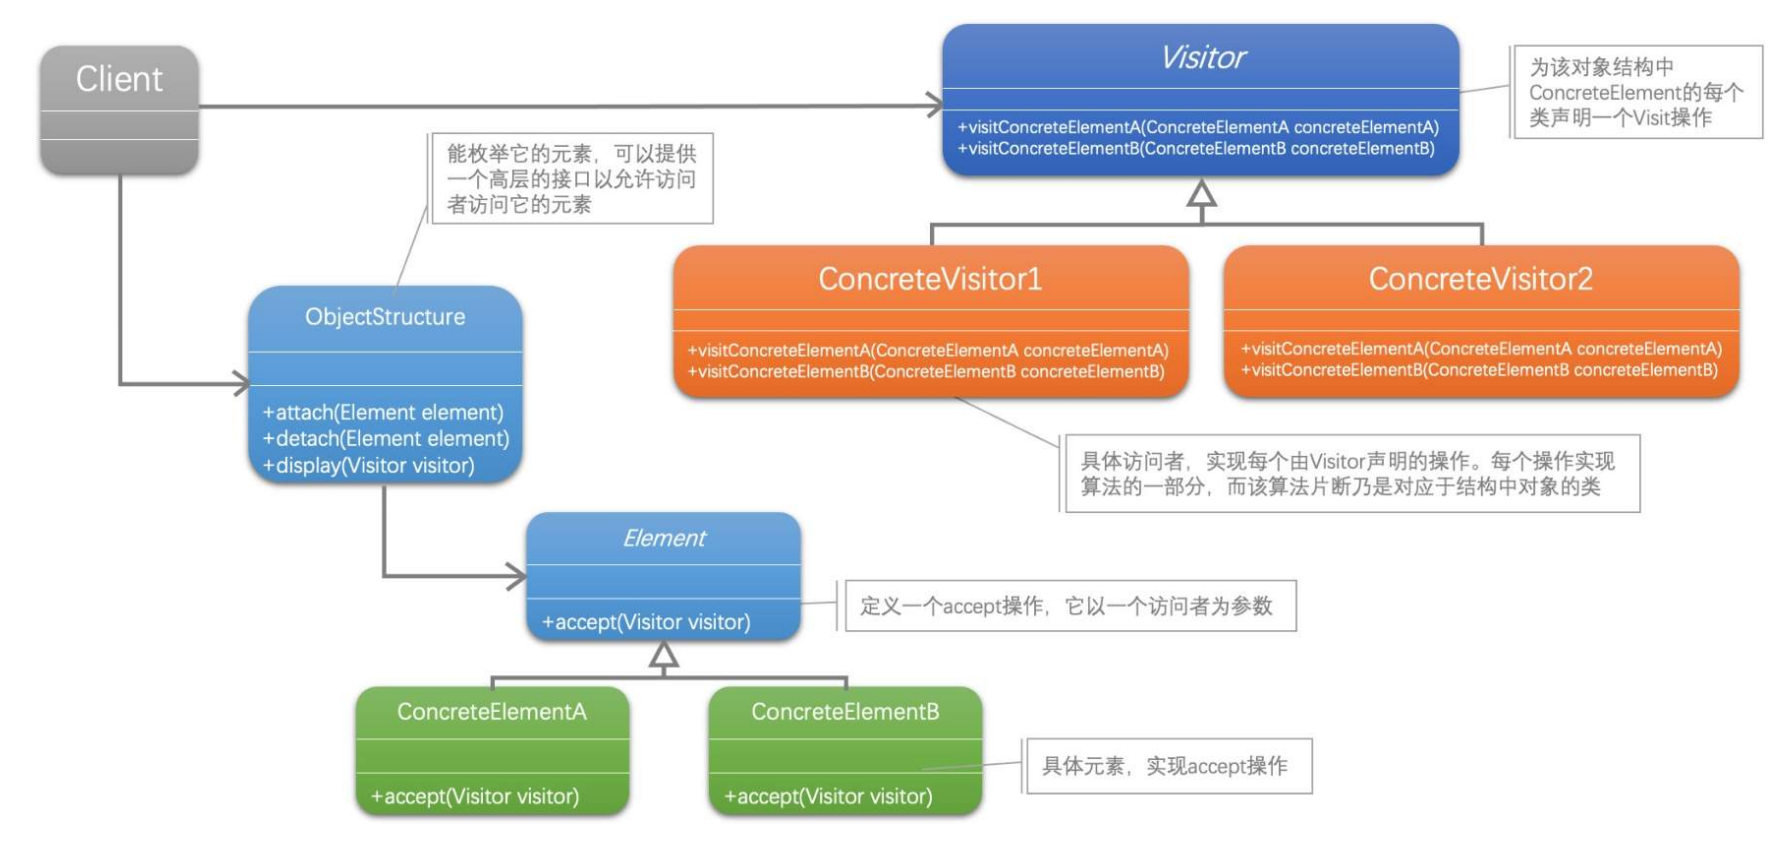 Client
Visitor
+visitConcreteElementA(ConcreteElementA concreteElementA)
+visitConcreteElementB(ConcreteElementB concreteElementB)
为该对象结构中
ConcreteElement的每个
类声明一个Visit操作
能枚举它的元素，可以提供
一个高层的接口以允许访问
者访问它的元素
ConcreteVisitor1
+visitConcreteElementA(ConcreteElementA concreteElementA)
+visitConcreteElementB(ConcreteElementB concreteElementB)
ConcreteVisitor2
+visitConcreteElementA(ConcreteElementA concreteElementA)
+visitConcreteElementB(ConcreteElementB concreteElementB)
ObjectStructure
+attach(Element element)
+detach(Element element)
+display(Visitor visitor)
具体访问者，实现每个由Visitor声明的操作。每个操作实现
算法的一部分，而该算法片断乃是对应于结构中对象的类
Element
+accept(Visitor visitor)
定义一个accept操作，它以一个访问者为参数
ConcreteElementA
+accept(Visitor visitor)
ConcreteElementB
+accept(Visitor visitor)
具体元素，实现accept操作